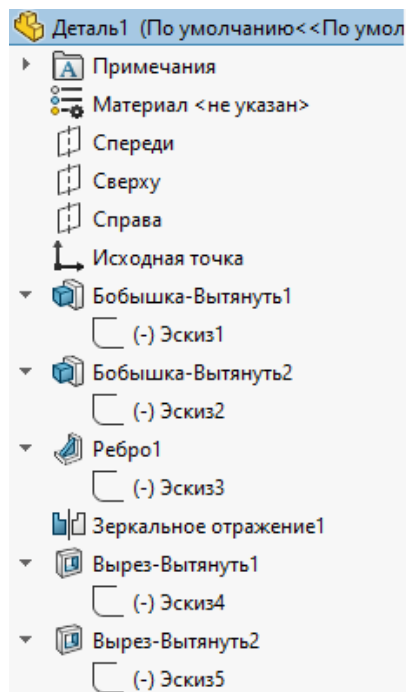 Деталь1 (По умолчанию<<По умол
Примечания
Материал <не указан>
Спереди
Сверху
Справа
Исходная точка
Бобышка-Вытянуть1
(-) Эскиз1
Бобышка-Вытянуть2
(-) Эскиз2
Ребро1
(-) Эскиз3
Зеркальное отражение1
Вырез-Вытянуть1
(-) Эскиз4
Вырез-Вытянуть2
(-) Эскиз5